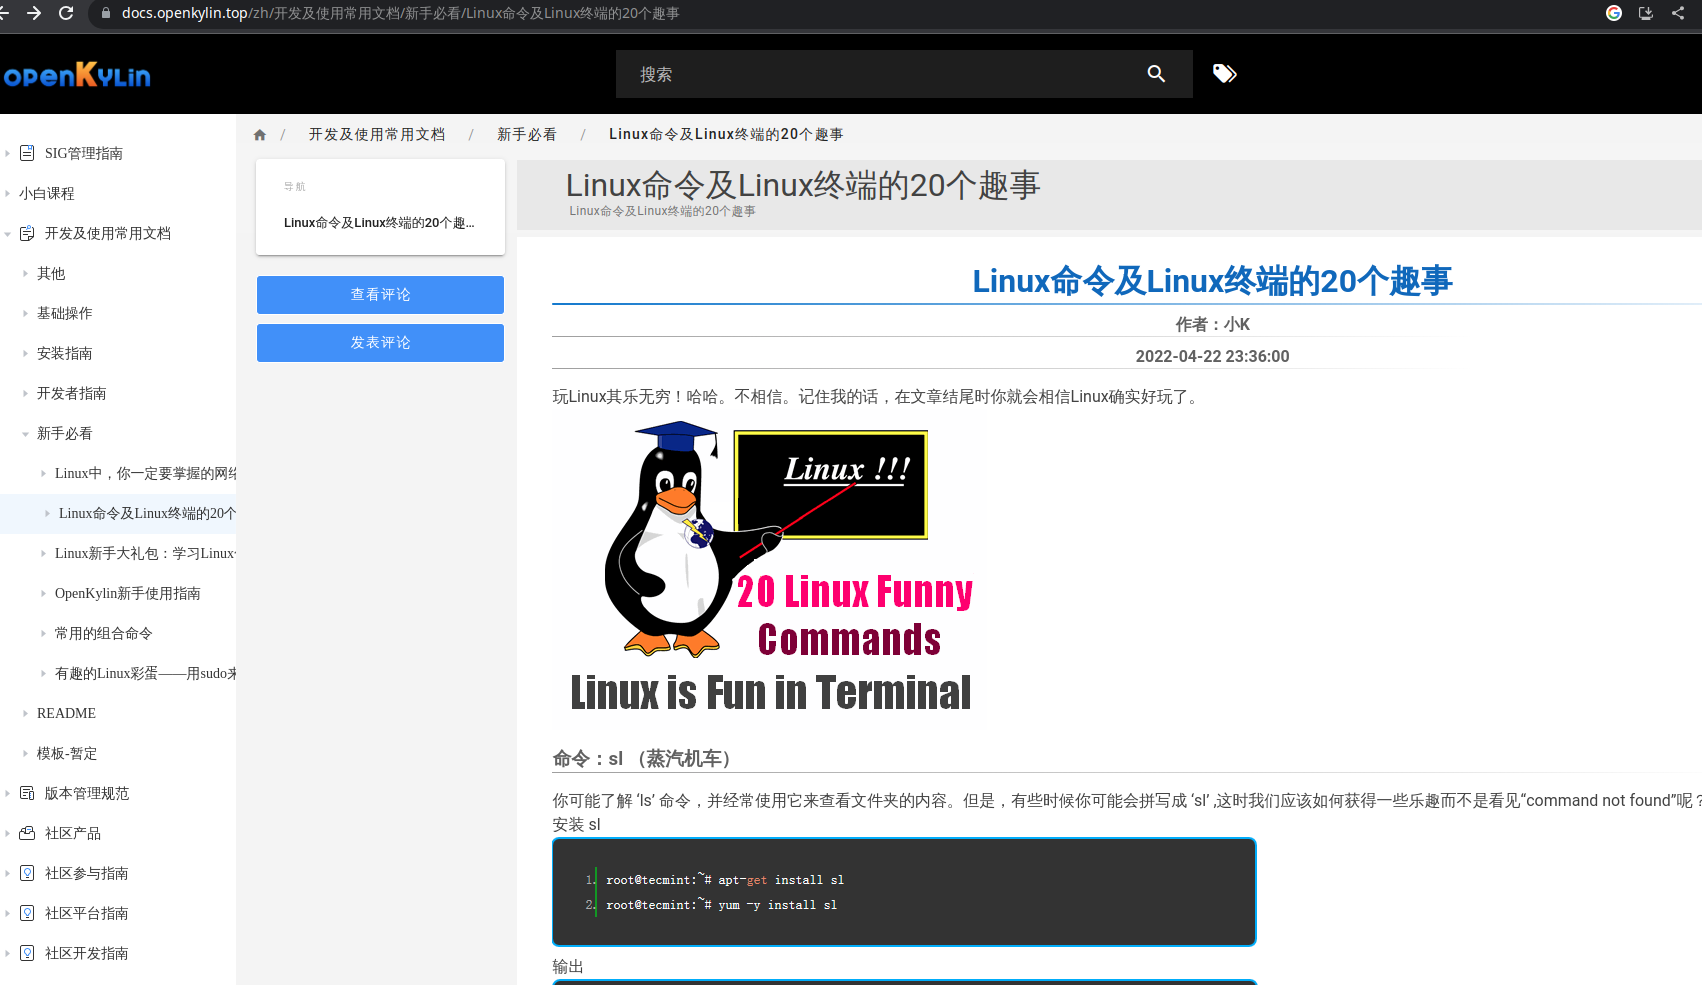 docs.openkylin.top/zh/开发及使用常用文档/新手必看/Linux命令及Linux终端的20个趣事
openKylin
搜索
SIG管理指南
小白课程
开发及使用常用文档
其他
基础操作
安装指南
开发者指南
新手必看
Linux中，你一定要掌握的网络
Linux命令及Linux终端的20个
Linux新手大礼包：学习Linux
OpenKylin新手使用指南
常用的组合命令
有趣的Linux彩蛋——用sudo来
README
模板-暂定
版本管理规范
社区产品
社区参与指南
社区平台指南
社区开发指南
/ 开发及使用常用文档 / 新手必看 / Linux命令及Linux终端的20个趣事
导航
Linux命令及Linux终端的20个趣...
查看评论
发表评论
Linux命令及Linux终端的20个趣事
Linux命令及Linux终端的20个趣事
Linux命令及Linux终端的20个趣事
作者：小K
2022-04-22 23:36:00
玩Linux其乐无穷！哈哈。不相信。记住我的话，在文章结尾时你就会相信Linux确实好玩了。
Linux !!!
20 Linux Funny
Commands
Linux is Fun in Terminal
命令：sl （蒸汽机车）
你可能了解 ‘ls’ 命令，并经常使用它来查看文件夹的内容。但是，有些时候你可能会拼写成 ‘sl’ ,这时我们应该如何获得一些乐趣而不是看见“command not found”呢？
安装 sl
1. root@tecmint:~# apt-get install sl
2. root@tecmint:~# yum -y install sl
输出